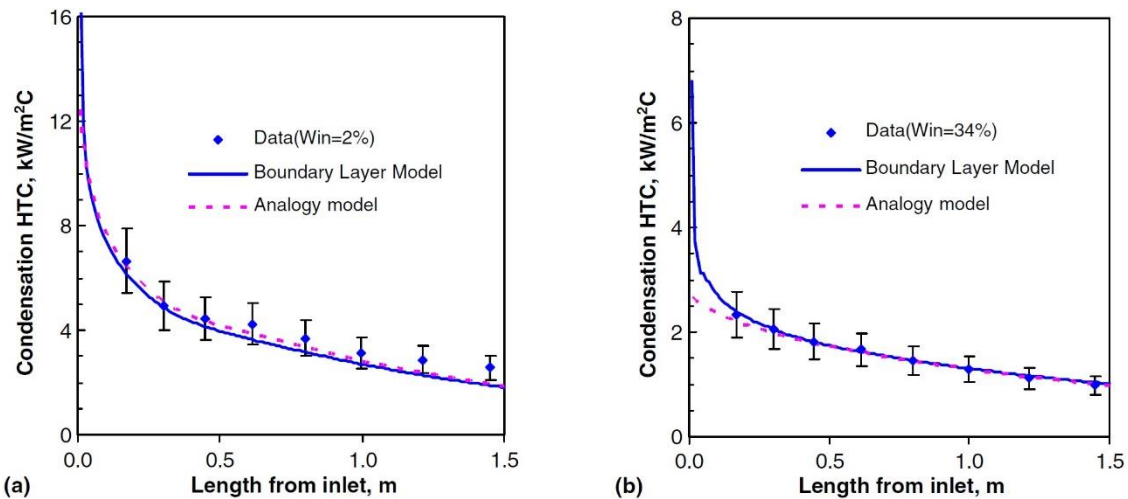 16
12
8
4
0
0.0
0.5
1.0
1.5
Condensation HTC, kW/m²C
Data(Win=2%)
Boundary Layer Model
Analogy model
Length from inlet, m
(a)
8
6
4
2
0
0.0
0.5
1.0
1.5
Condensation HTC, kW/m²C
Data(Win=34%)
Boundary Layer Model
Analogy model
Length from inlet, m
(b)